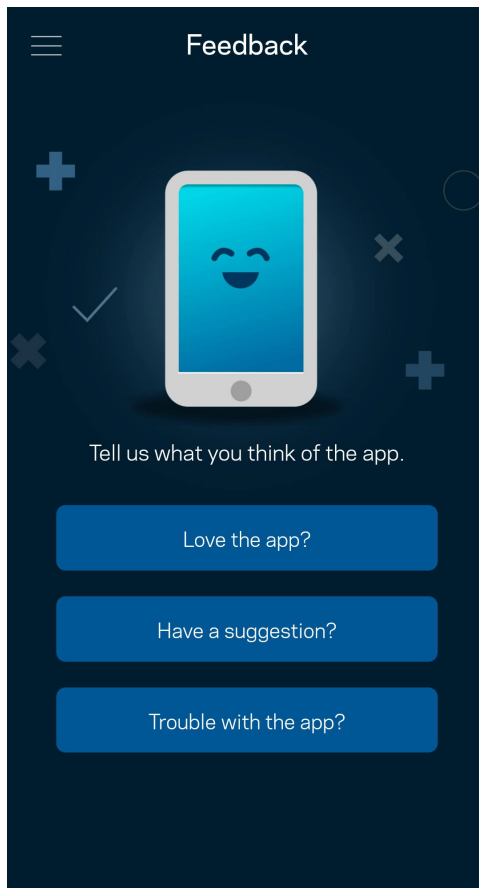 Feedback
Tell us what you think of the app.
Love the app?
Have a suggestion?
Trouble with the app?